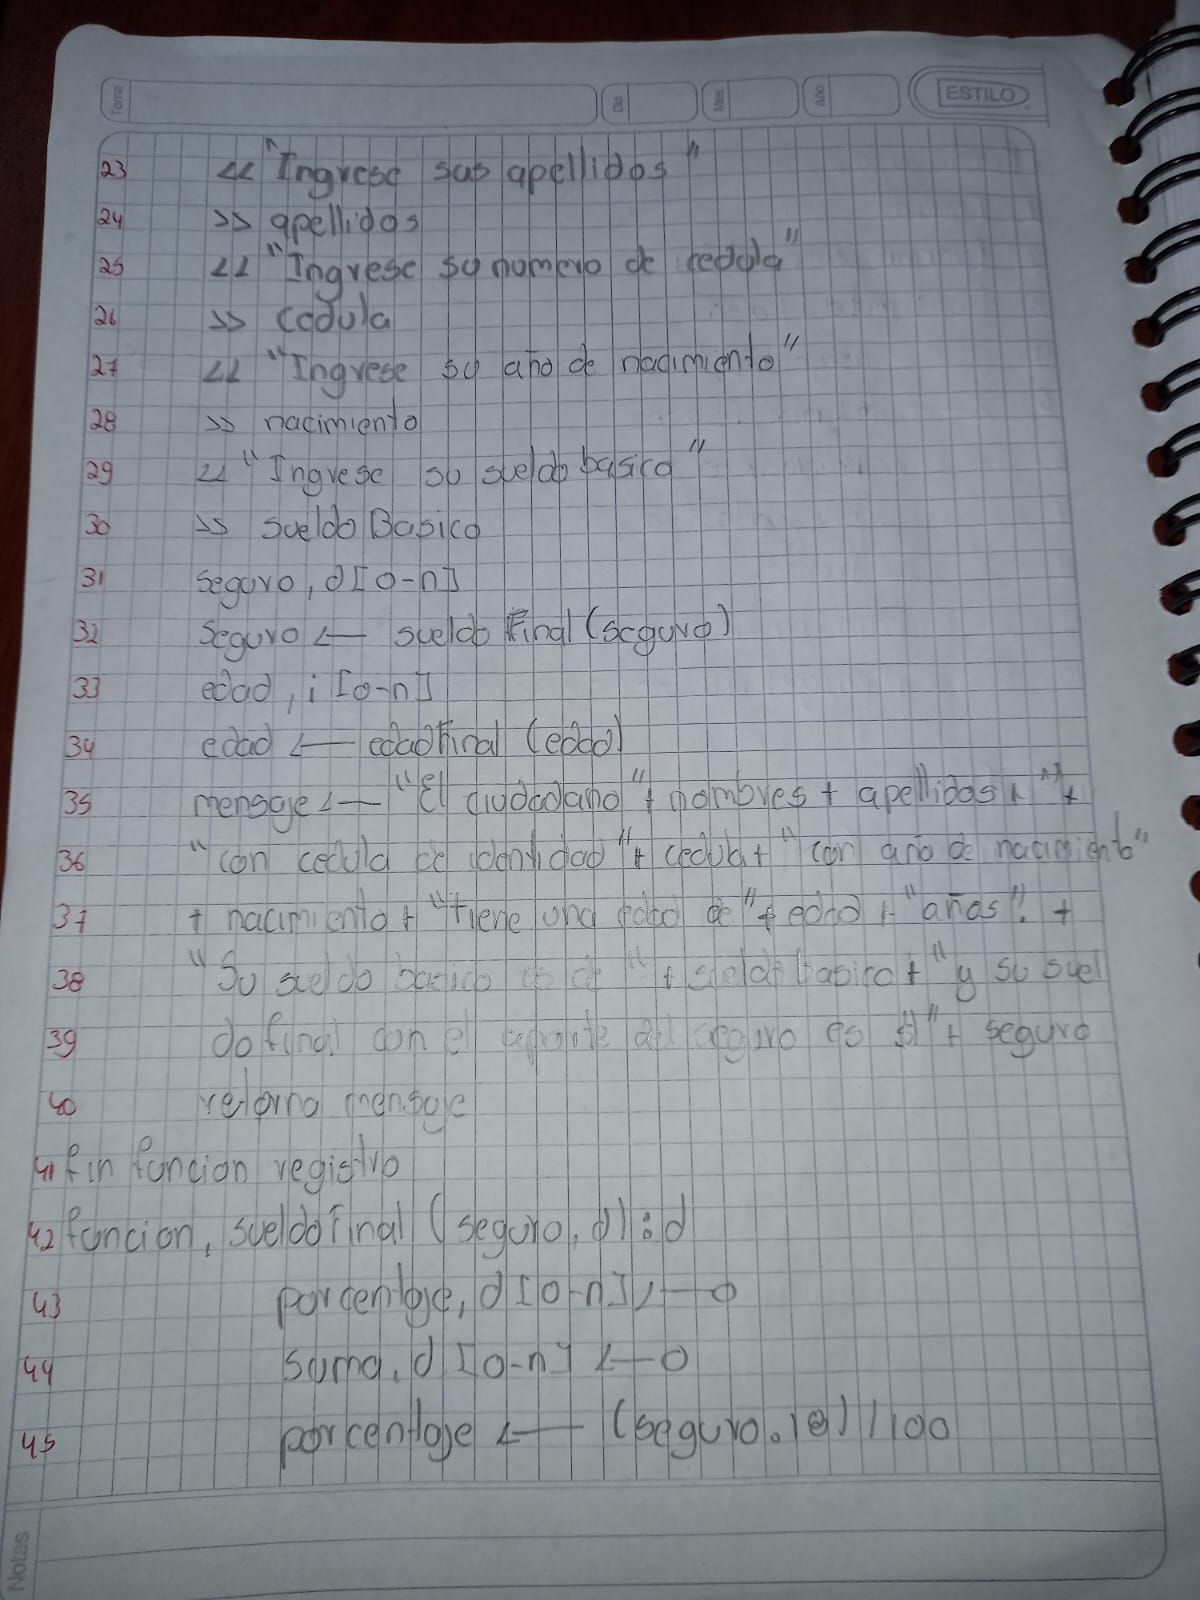 Tema Día Mes Año ESTILO
23 << "Ingrese sus apellidos"
24 >> apellidos
25 << "Ingrese su numero de cedula"
26 >> cedula
27 << "Ingrese su año de nacimiento"
28 >> nacimiento
29 << "Ingrese su sueldo basico"
30 >> sueldoBasico
31 seguro, d [0-n]
32 seguro <— sueldo Final (seguro)
33 edad, i [0-n]
34 edad <— edadFinal (edad)
35 mensaje <— "El ciudadano" + nombres + apellidos + " " +
36 "con cedula de identidad" + cedula + "con año de nacimiento"
37 + nacimiento + "tiene una edad de" + edad + "años". +
38 "Su sueldo basico es de" + sueldo basico + "y su suel
39 do final con el aporte al seguro es $" + seguro
40 retorna mensaje
41 fin funcion registro
42 funcion, sueldoFinal (seguro, d) : d
43 porcentaje, d [0-n] <— 0
44 suma, d [0-n] <— 0
45 porcentaje <— (seguro . ) / 100
Notas